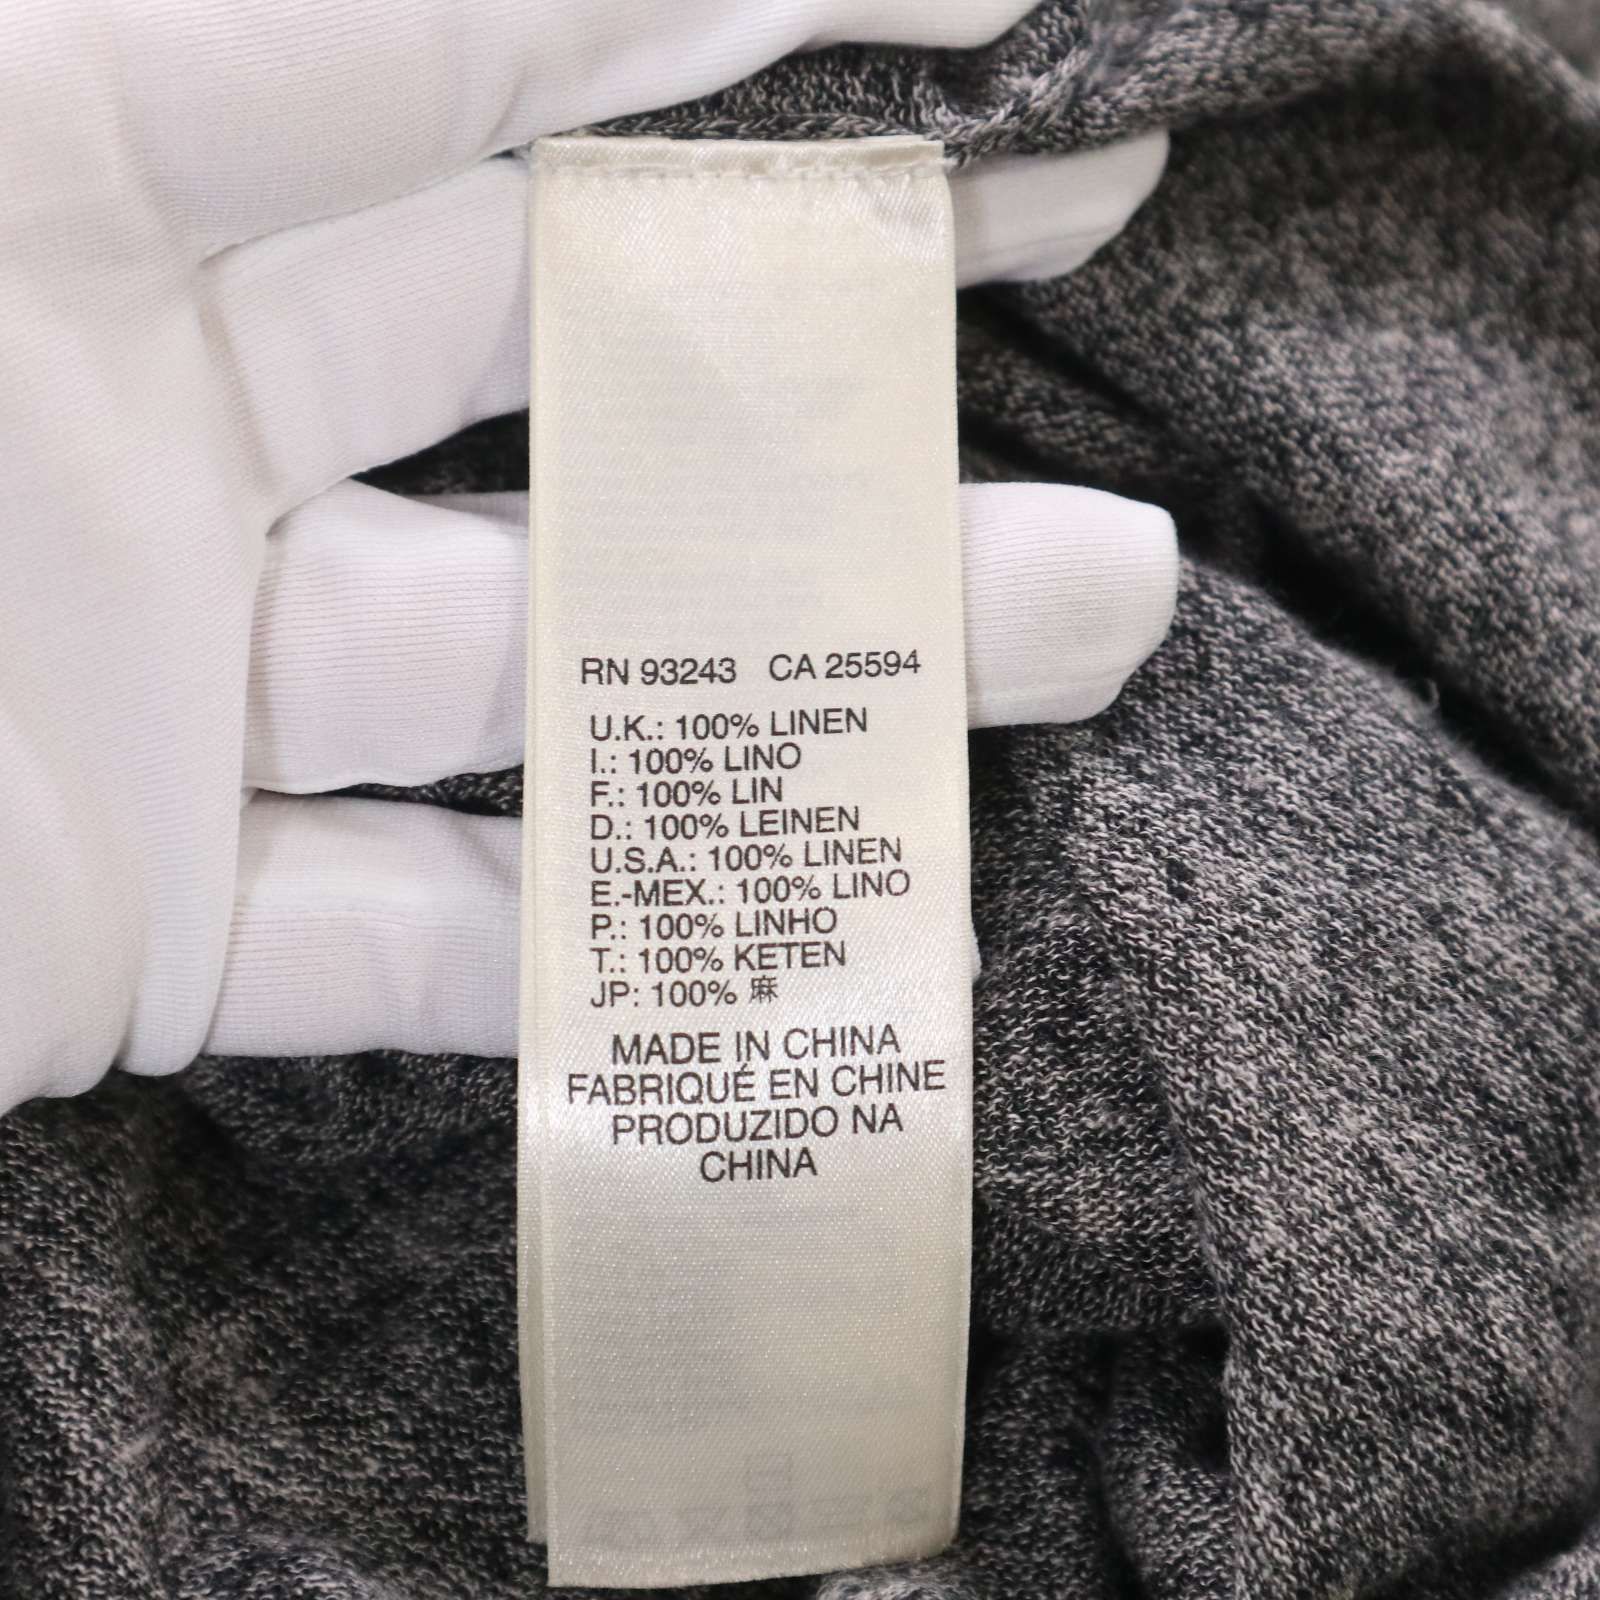 RN 93243 CA 25594
U.K.: 100% LINEN
I.: 100% LINO
F.: 100% LIN
D.: 100% LEINEN
U.S.A.: 100% LINEN
E.-MEX.: 100% LINO
P.: 100% LINHO
T.: 100% KETEN
JP: 100% 麻
MADE IN CHINA
FABRIQUÉ EN CHINE
PRODUZIDO NA
CHINA